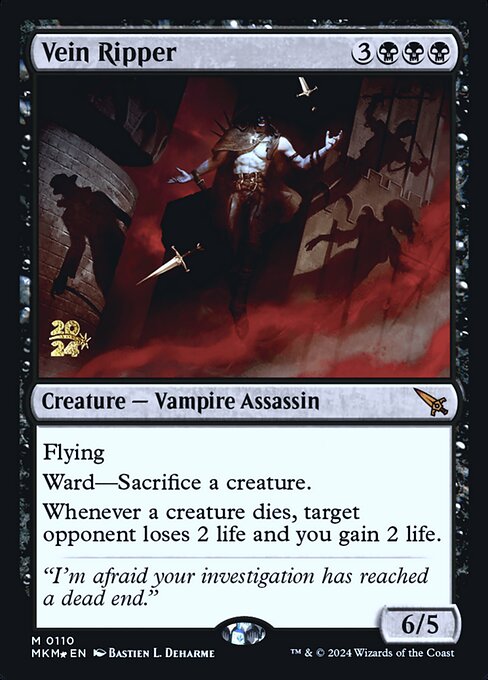 Vein Ripper 3
2024
Creature — Vampire Assassin
Flying
Ward—Sacrifice a creature.
Whenever a creature dies, target
opponent loses 2 life and you gain 2 life.
“I'm afraid your investigation has reached
a dead end.”
6/5
M 0110
MKM★EN Bastien L. Deharme ™ & © 2024 Wizards of the Coast